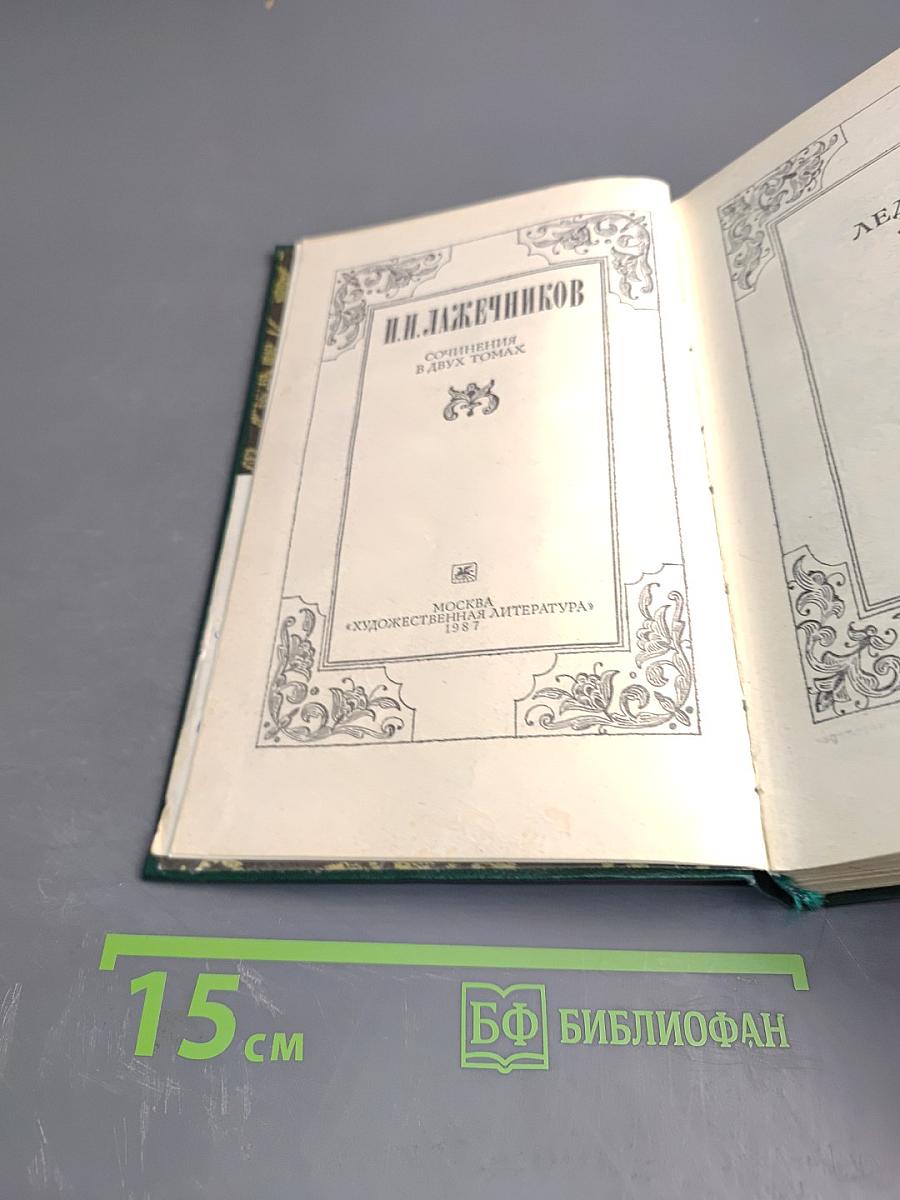 И.И. ЛАЖЕЧНИКОВ
СОЧИНЕНИЯ
В ДВУХ ТОМАХ
МОСКВА
«ХУДОЖЕСТВЕННАЯ ЛИТЕРАТУРА»
1987
15 см
БФ БИБЛИОФАН